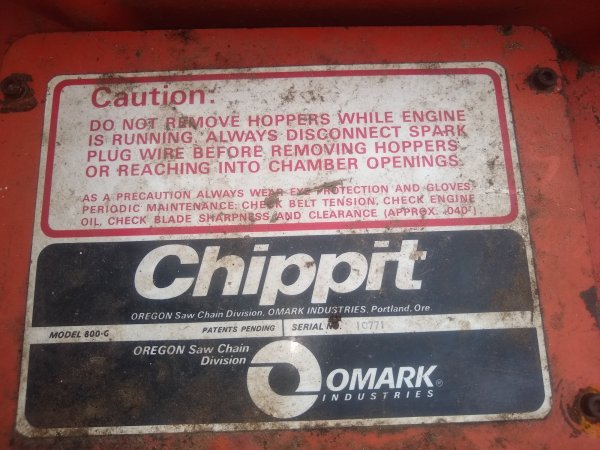 Caution:
DO NOT REMOVE HOPPERS WHILE ENGINE
IS RUNNING. ALWAYS DISCONNECT SPARK
PLUG WIRE BEFORE REMOVING HOPPERS
OR REACHING INTO CHAMBER OPENINGS.
AS A PRECAUTION ALWAYS WEAR EYE PROTECTION AND GLOVES.
PERIODIC MAINTENANCE: CHECK BELT TENSION, CHECK ENGINE
OIL, CHECK BLADE SHARPNESS AND CLEARANCE (APPROX. .040")
Chippit
OREGON Saw Chain Division, OMARK INDUSTRIES, Portland, Ore.
MODEL 800-G PATENTS PENDING SERIAL NO. 10771
OREGON Saw Chain
Division
OMARK®
INDUSTRIES